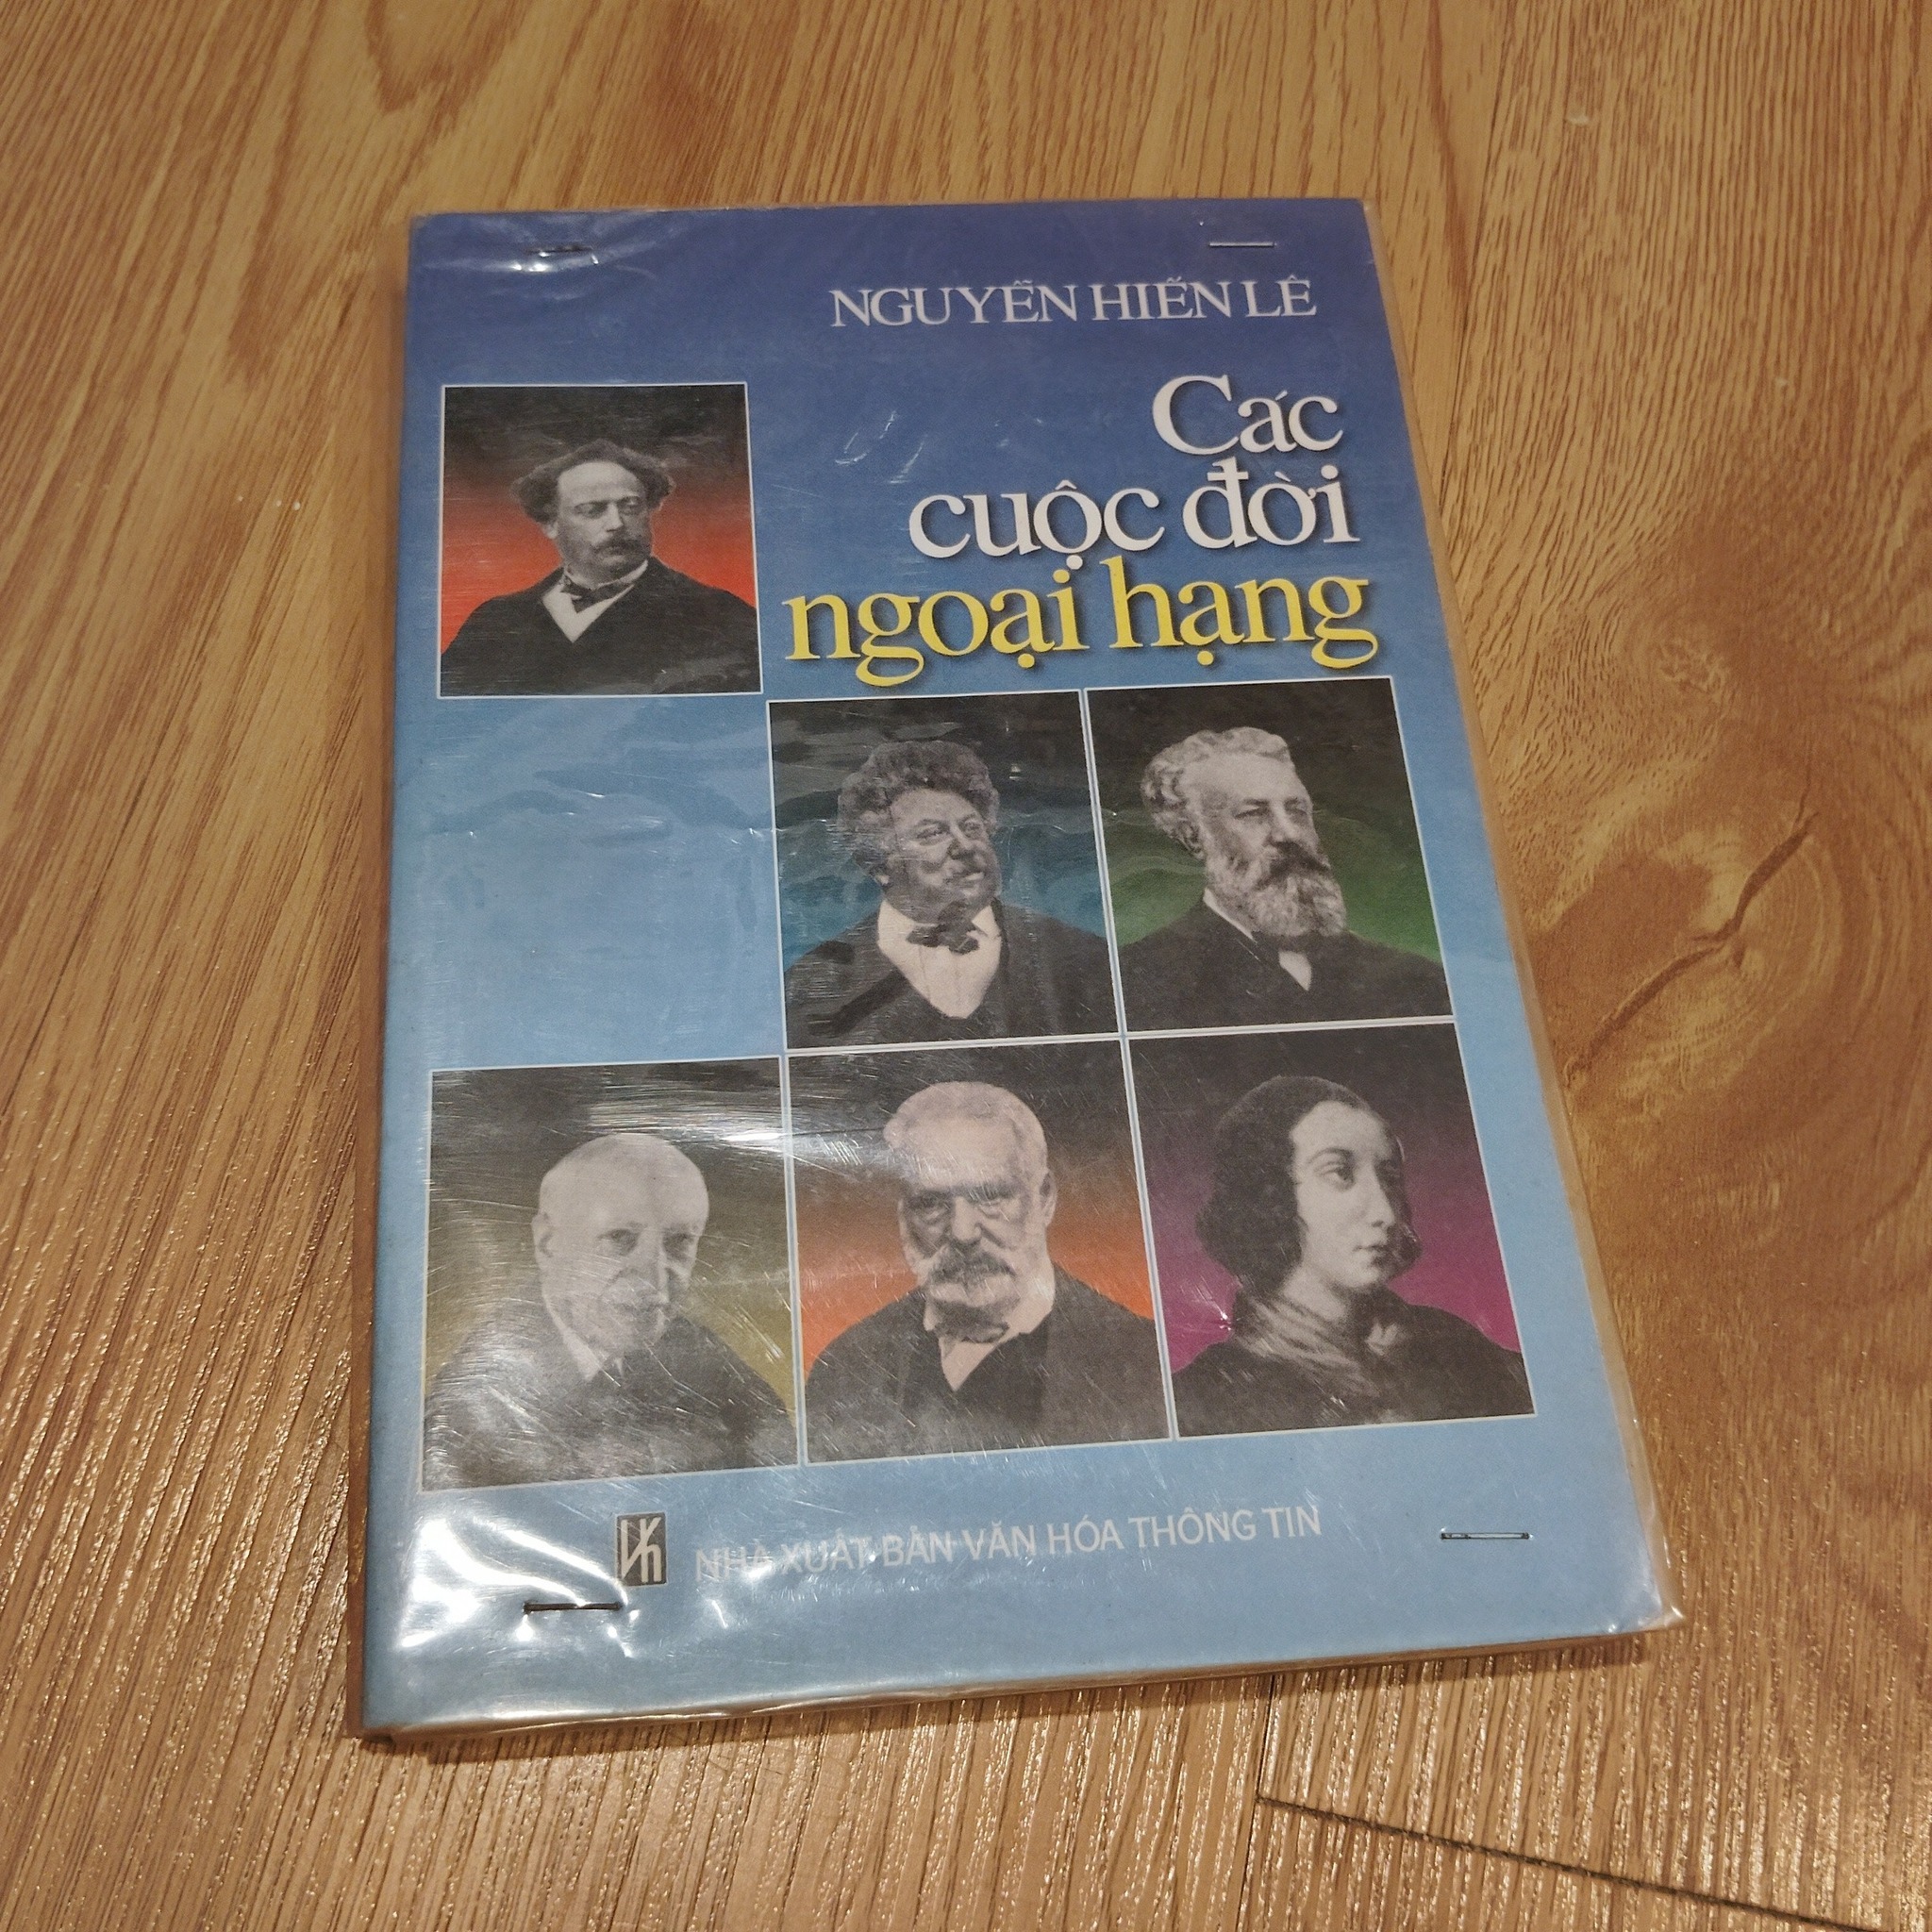 NGUYỄN HIẾN LÊ
Các
cuộc đời
ngoại hạng
NHÀ XUẤT BẢN VĂN HÓA THÔNG TIN